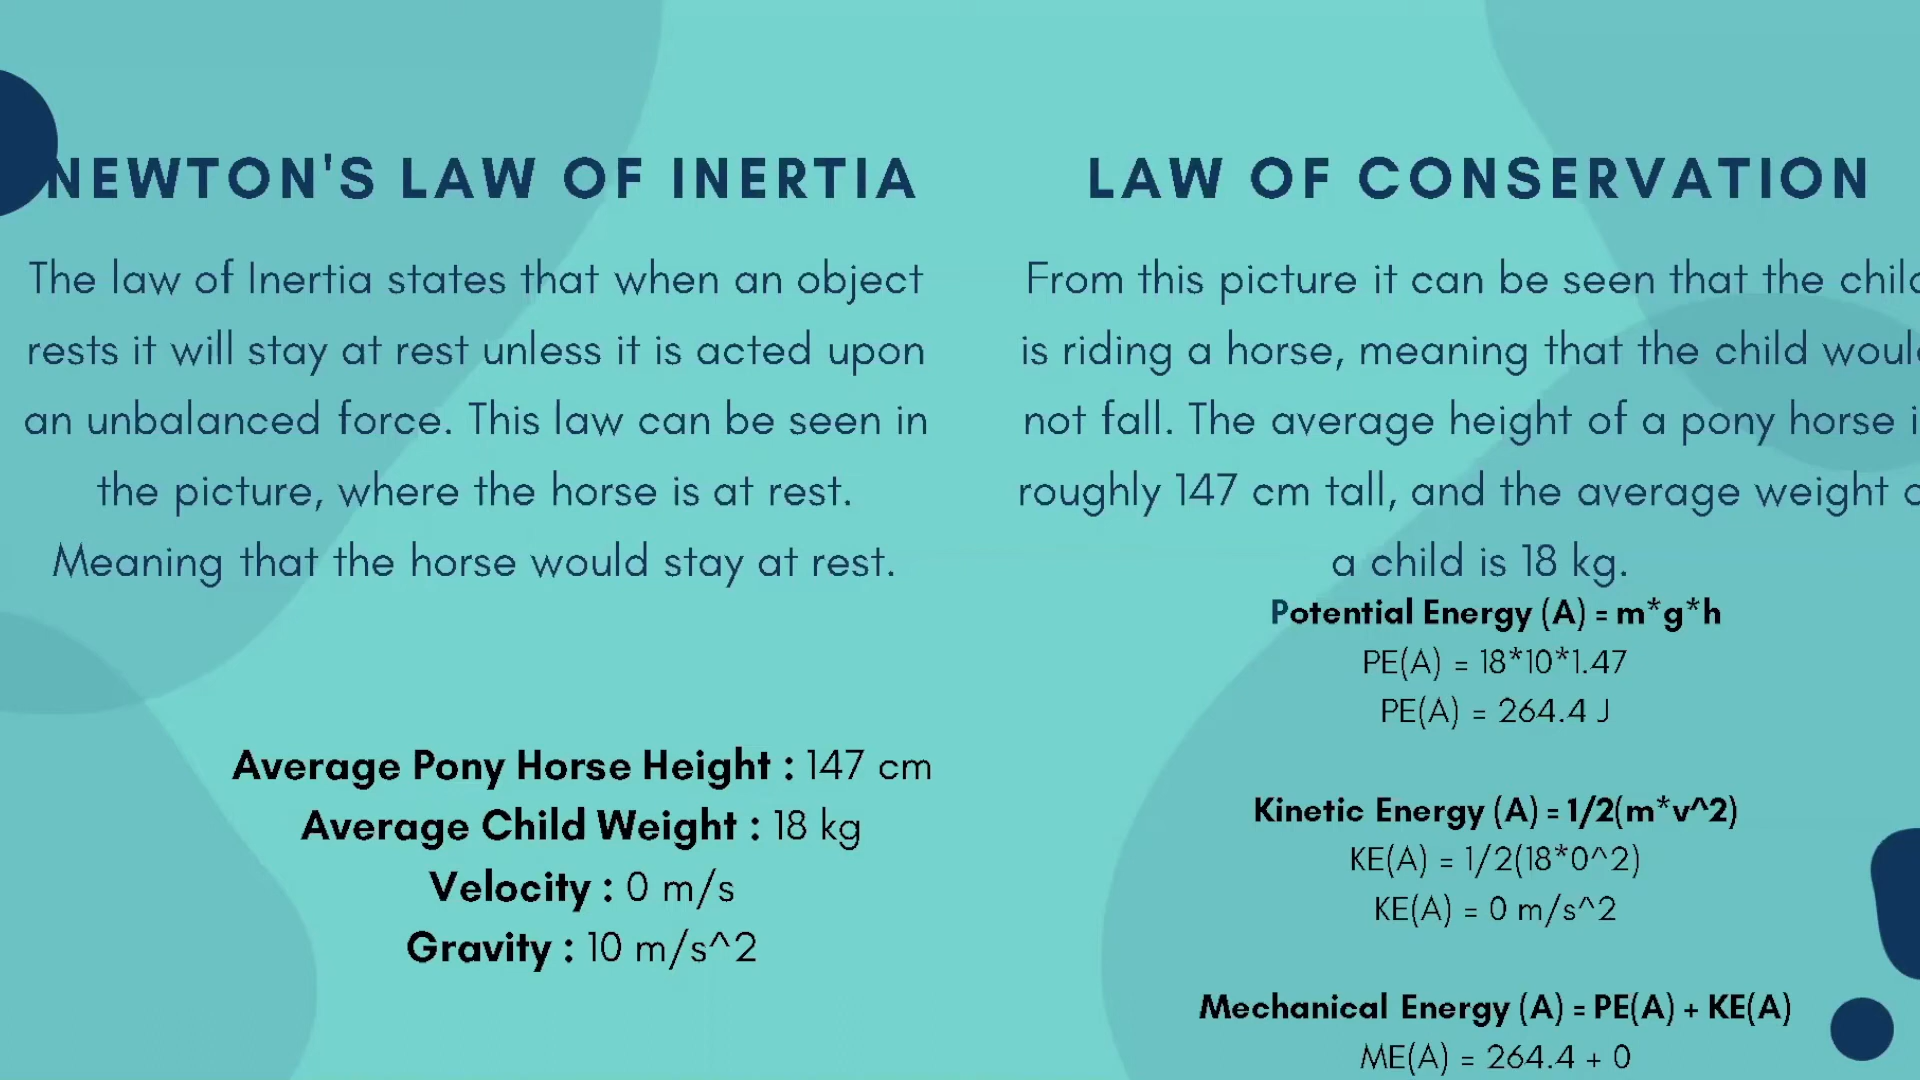 NEWTON'S LAW OF INERTIA
The law of Inertia states that when an object
rests it will stay at rest unless it is acted upon
an unbalanced force. This law can be seen in
the picture, where the horse is at rest.
Meaning that the horse would stay at rest.
Average Pony Horse Height : 147 cm
Average Child Weight : 18 kg
Velocity : 0 m/s
Gravity : 10 m/s^2
LAW OF CONSERVATION
From this picture it can be seen that the child
is riding a horse, meaning that the child would
not fall. The average height of a pony horse is
roughly 147 cm tall, and the average weight o
a child is 18 kg.
Potential Energy (A) = m*g*h
PE(A) = 18*10*1.47
PE(A) = 264.4 J
Kinetic Energy (A) = 1/2(m*v^2)
KE(A) = 1/2(18*0^2)
KE(A) = 0 m/s^2
Mechanical Energy (A) = PE(A) + KE(A)
ME(A) = 264.4 + 0